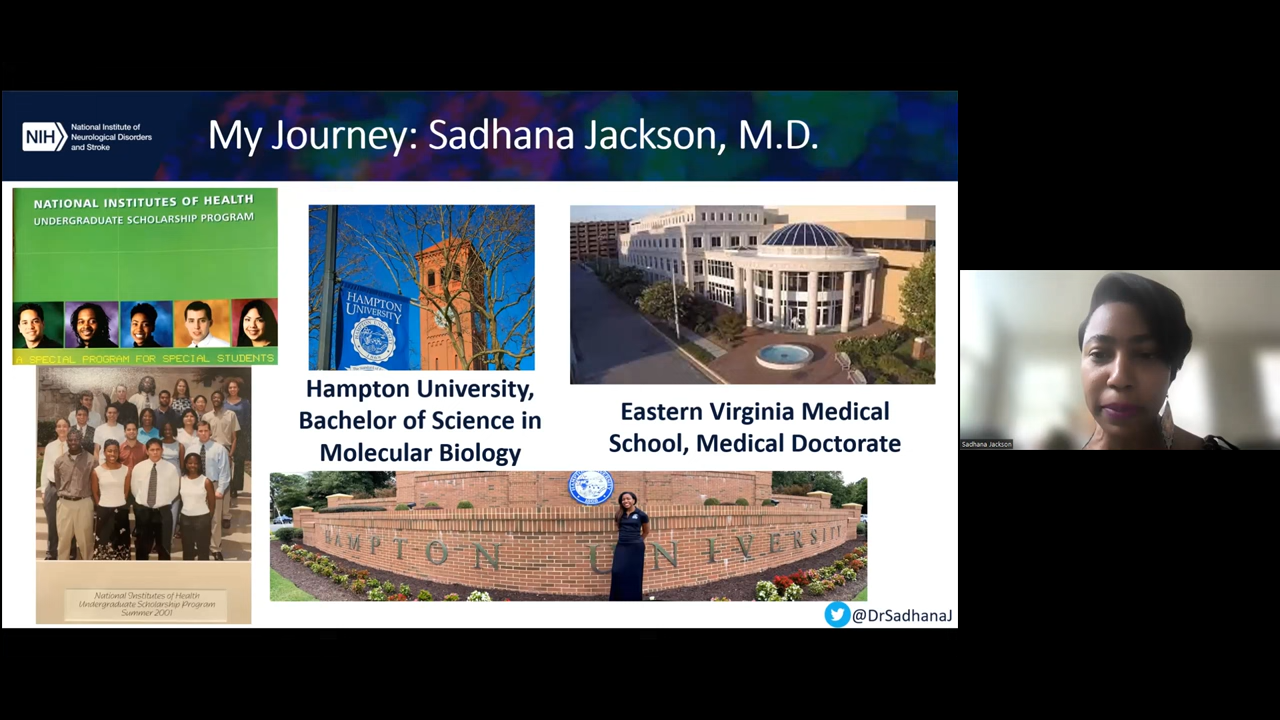 NIH
National Institute of
Neurological Disorders
and Stroke
My Journey: Sadhana Jackson, M.D.
NATIONAL INSTITUTES OF HEALTH
UNDERGRADUATE SCHOLARSHIP PROGRAM
A SPECIAL PROGRAM FOR SPECIAL STUDENTS
National Institutes of Health
Undergraduate Scholarship Program
Summer 2001
HAMPTON
UNIVERSITY
Hampton University,
Bachelor of Science in
Molecular Biology
Eastern Virginia Medical
School, Medical Doctorate
HAMPTON UNIVERSITY
@DrSadhanaJ
Sadhana Jackson